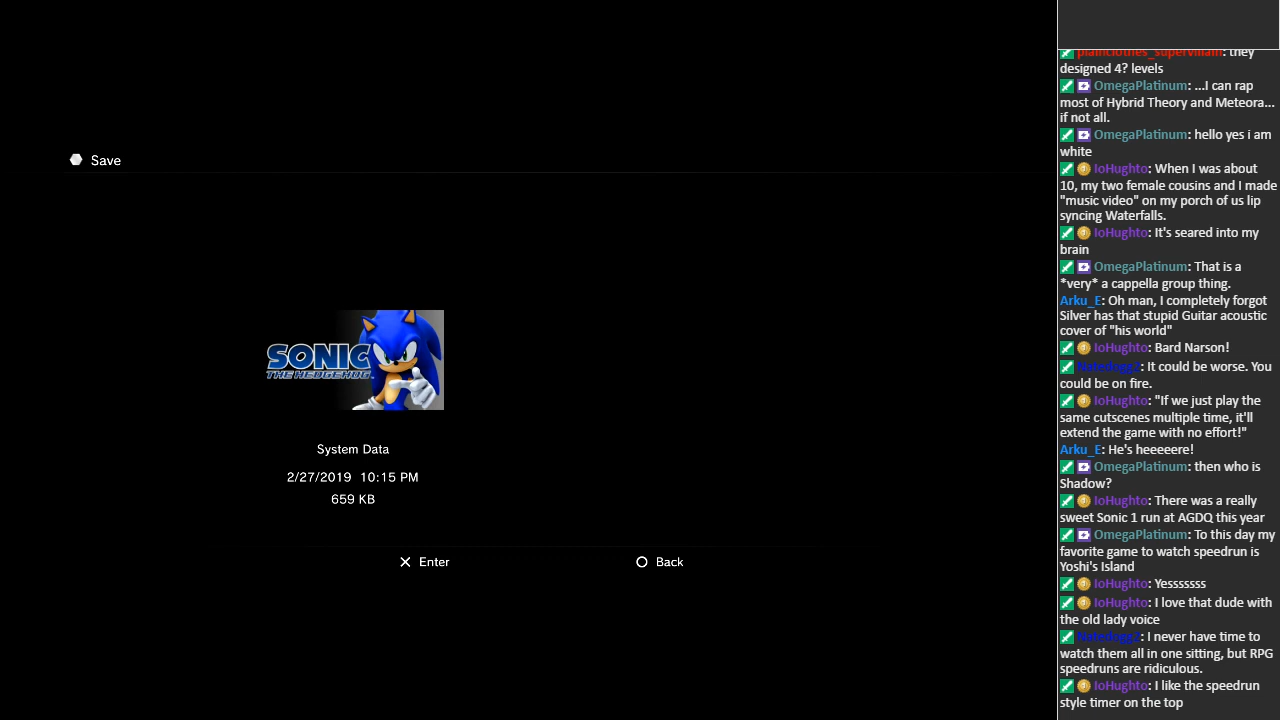 Save
SONIC
THE HEDGEHOG
System Data
2/27/2019 10:15 PM
659 KB
Enter
Back
plainclothes_supervillain: they
designed 4? levels
OmegaPlatinum: ...I can rap
most of Hybrid Theory and Meteora...
if not all.
OmegaPlatinum: hello yes i am
white
IoHughto: When I was about
10, my two female cousins and I made
"music video" on my porch of us lip
syncing Waterfalls.
IoHughto: It's seared into my
brain
OmegaPlatinum: That is a
*very* a cappella group thing.
Arku_E: Oh man, I completely forgot
Silver has that stupid Guitar acoustic
cover of "his world"
IoHughto: Bard Narson!
Natedogg2: It could be worse. You
could be on fire.
IoHughto: "If we just play the
same cutscenes multiple time, it'll
extend the game with no effort!"
Arku_E: He's heeeeere!
OmegaPlatinum: then who is
Shadow?
IoHughto: There was a really
sweet Sonic 1 run at AGDQ this year
OmegaPlatinum: To this day my
favorite game to watch speedrun is
Yoshi's Island
IoHughto: Yesssssss
IoHughto: I love that dude with
the old lady voice
Natedogg2: I never have time to
watch them all in one sitting, but RPG
speedruns are ridiculous.
IoHughto: I like the speedrun
style timer on the top